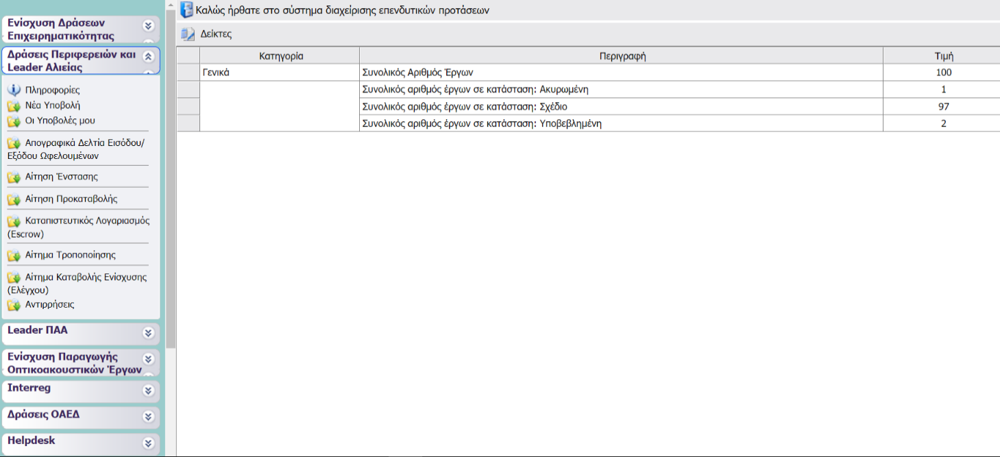 Ενίσχυση Δράσεων
Επιχειρηματικότητας
Δράσεις Περιφερειών και
Leader Αλιείας
Πληροφορίες
Νέα Υποβολή
Οι Υποβολές μου
Απογραφικά Δελτία Εισόδου/
Εξόδου Ωφελουμένων
Αίτηση Ένστασης
Αίτηση Προκαταβολής
Καταπιστευτικός Λογαριασμός
(Escrow)
Αίτημα Τροποποίησης
Αίτημα Καταβολής Ενίσχυσης
(Ελέγχου)
Αντιρρήσεις
Leader ΠΑΑ
Ενίσχυση Παραγωγής
Οπτικοακουστικών Έργων
Interreg
Δράσεις ΟΑΕΔ
Helpdesk
Καλώς ήρθατε στο σύστημα διαχείρισης επενδυτικών προτάσεων
Δείκτες
Κατηγορία Περιγραφή Τιμή
Γενικά Συνολικός Αριθμός Έργων 100
Συνολικός αριθμός έργων σε κατάσταση: Ακυρωμένη 1
Συνολικός αριθμός έργων σε κατάσταση: Σχέδιο 97
Συνολικός αριθμός έργων σε κατάσταση: Υποβεβλημένη 2